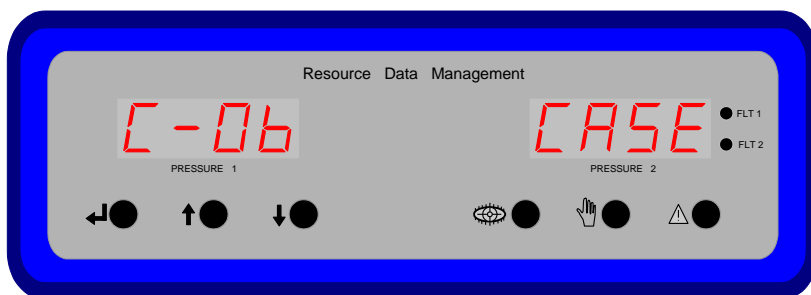 Resource Data Management
C-0b CASE
FLT 1
FLT 2
PRESSURE 1 PRESSURE 2